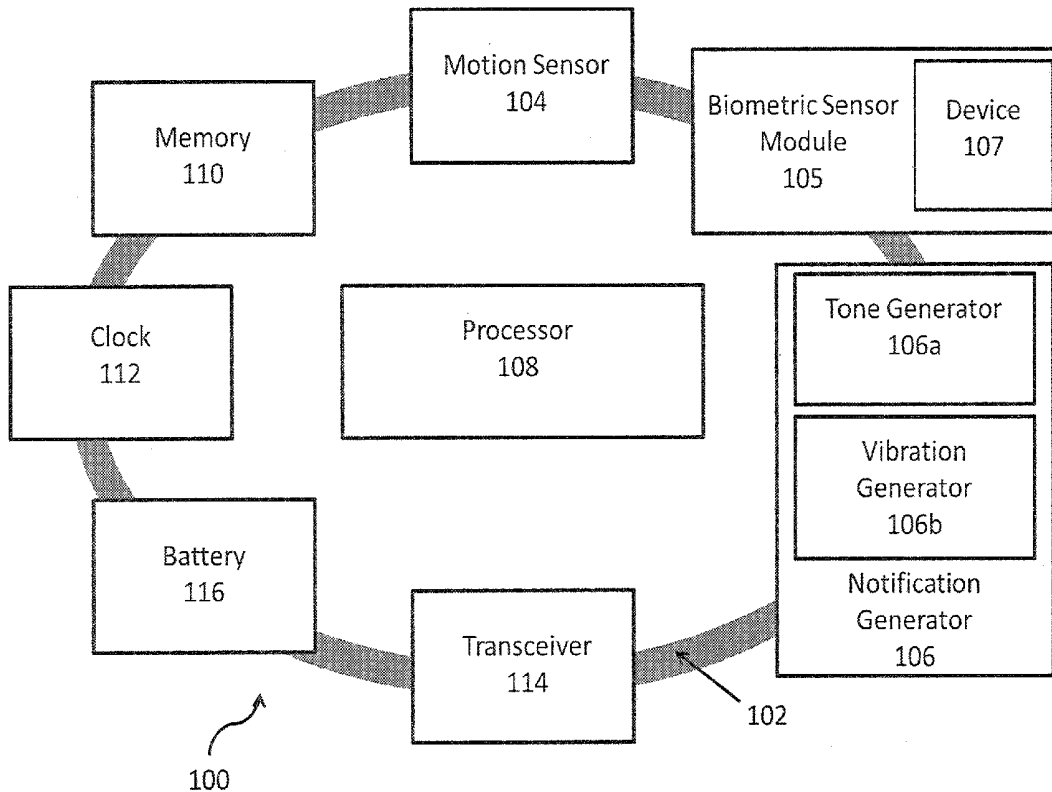 Motion Sensor
104
Biometric Sensor
Module
105
Device
107
Memory
110
Tone Generator
106a
Clock
112
Processor
108
Vibration
Generator
106b
Battery
116
Notification
Generator
106
Transceiver
114
102
100